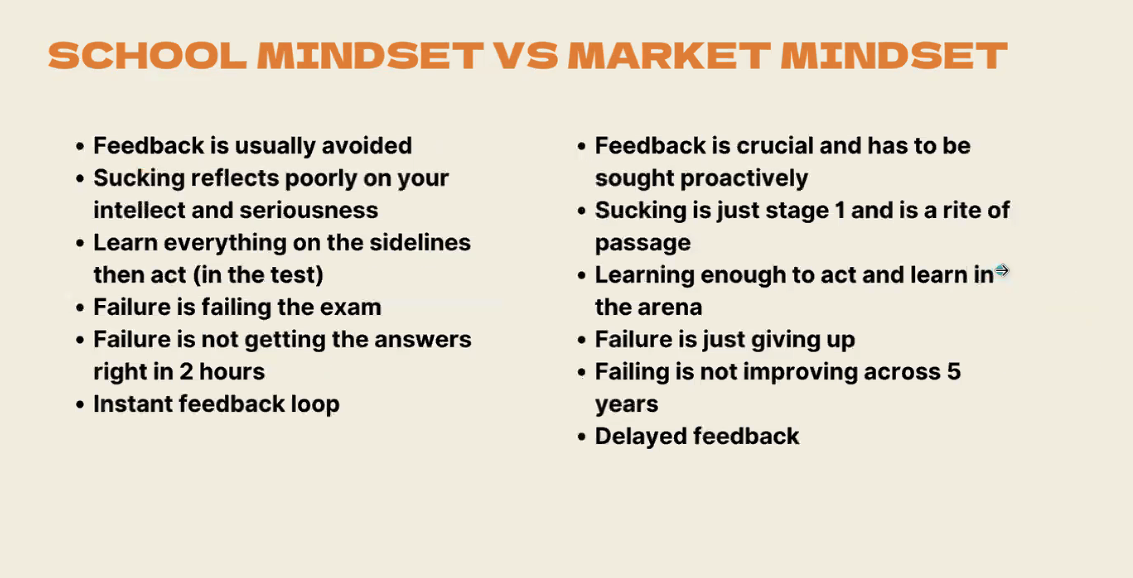 SCHOOL MINDSET VS MARKET MINDSET
• Feedback is usually avoided
• Sucking reflects poorly on your
intellect and seriousness
• Learn everything on the sidelines
then act (in the test)
• Failure is failing the exam
• Failure is not getting the answers
right in 2 hours
• Instant feedback loop
• Feedback is crucial and has to be
sought proactively
• Sucking is just stage 1 and is a rite of
passage
• Learning enough to act and learn in
the arena
• Failure is just giving up
• Failing is not improving across 5
years
• Delayed feedback